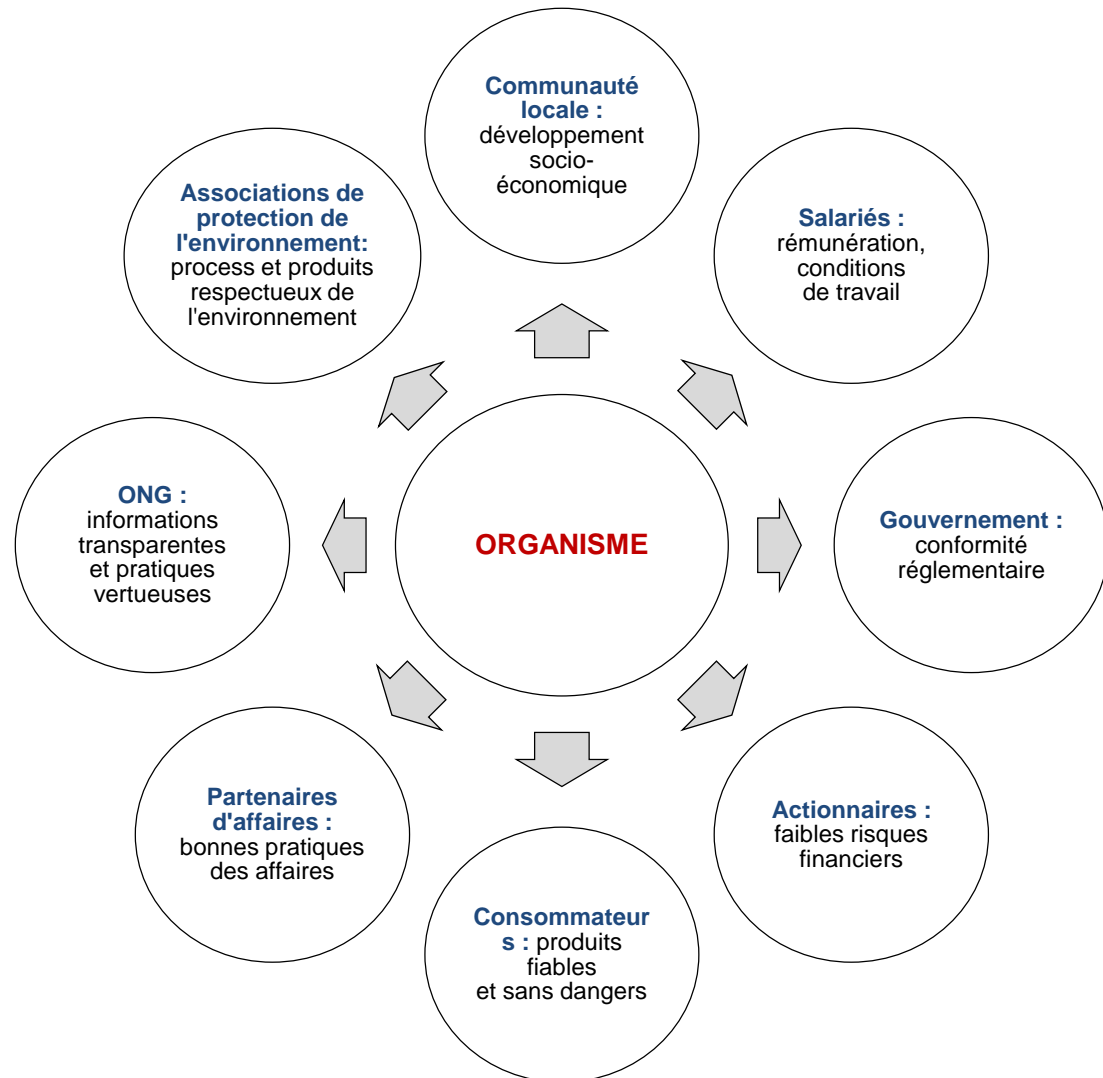 Communauté
locale :
développement
socio-
économique
Salariés :
rémunération,
conditions
de travail
Gouvernement :
conformité
réglementaire
Actionnaires :
faibles risques
financiers
Consommateur
s : produits
fiables
et sans dangers
Partenaires
d'affaires :
bonnes pratiques
des affaires
ONG :
informations
transparentes
et pratiques
vertueuses
Associations de
protection de
l'environnement:
process et produits
respectueux de
l'environnement
ORGANISME